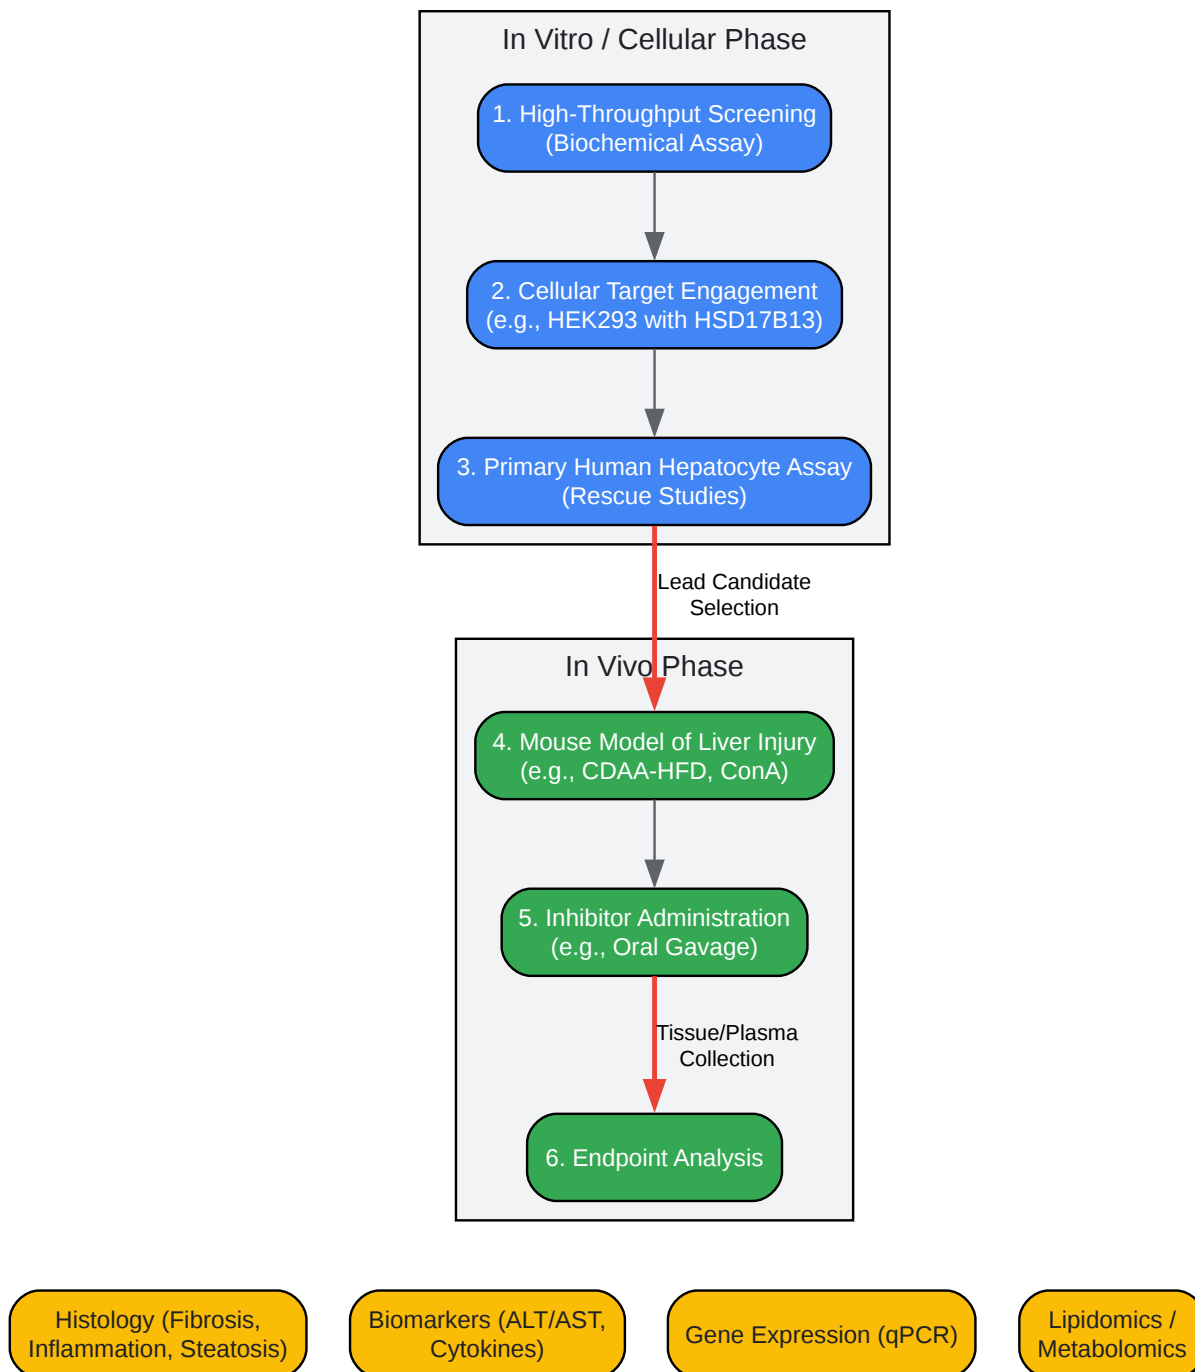 In Vitro / Cellular Phase
1. High-Throughput Screening
(Biochemical Assay)
2. Cellular Target Engagement
(e.g., HEK293 with HSD17B13)
3. Primary Human Hepatocyte Assay
(Rescue Studies)
Lead Candidate
Selection
In Vivo Phase
4. Mouse Model of Liver Injury
(e.g., CDAA-HFD, ConA)
5. Inhibitor Administration
(e.g., Oral Gavage)
Tissue/Plasma
Collection
6. Endpoint Analysis
Histology (Fibrosis,
Inflammation, Steatosis)
Biomarkers (ALT/AST,
Cytokines)
Gene Expression (qPCR)
Lipidomics /
Metabolomics